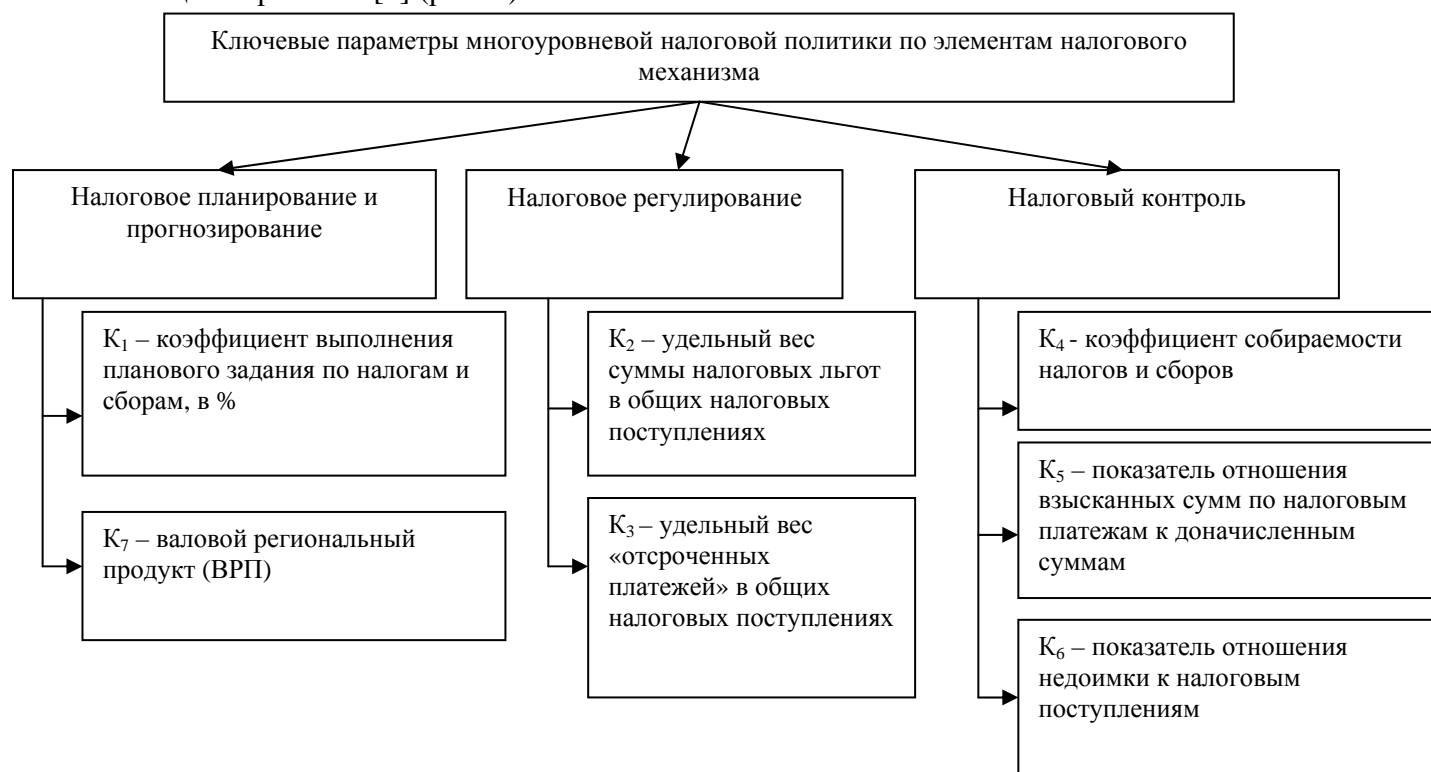 Ключевые параметры многоуровневой налоговой политики по элементам налогового
механизма
Налоговое планирование и
прогнозирование
К₁ – коэффициент выполнения
планового задания по налогам и
сборам, в %
К₇ – валовой региональный
продукт (ВРП)
Налоговое регулирование
К₂ – удельный вес
суммы налоговых льгот
в общих налоговых
поступлениях
К₃ – удельный вес
«отсроченных
платежей» в общих
налоговых поступлениях
Налоговый контроль
К₄ - коэффициент собираемости
налогов и сборов
К₅ – показатель отношения
взысканных сумм по налоговым
платежам к доначисленным
суммам
К₆ – показатель отношения
недоимки к налоговым
поступлениям